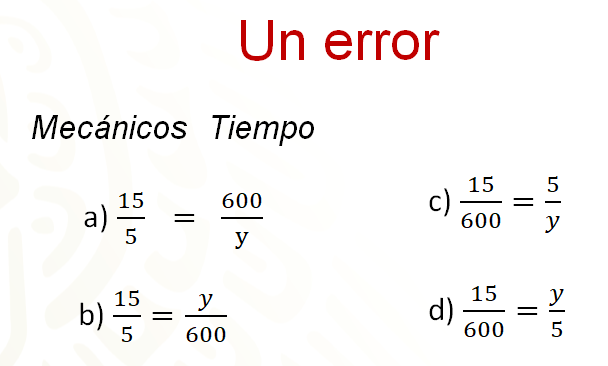 Un error
Mecánicos Tiempo
a) 15/5 = 600/y
b) 15/5 = y/600
c) 15/600 = 5/y
d) 15/600 = y/5